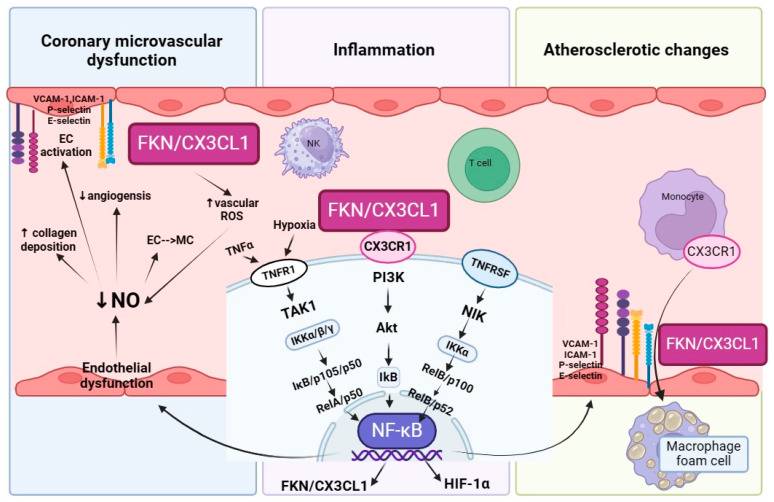 Coronary microvascular
dysfunction
Inflammation
Atherosclerotic changes
VCAM-1,ICAM-1
P-selectin
E-selectin
EC
activation
FKN/CX3CL1
↓angiogenesis
↑vascular
ROS
↑ collagen
deposition
EC-->MC
↓NO
Endothelial
dysfunction
NK
T cell
FKN/CX3CL1
Hypoxia
TNFα
CX3CR1
TNFR1
TNFRSF
PI3K
TAK1
NIK
IKKα/β/γ
Akt
IKKα
IκB/p105/p50
IkB
RelB/p100
RelA/p50
RelB/p52
NF-κB
FKN/CX3CL1
HIF-1α
Monocyte
CX3CR1
VCAM-1
ICAM-1
P-selectin
E-selectin
FKN/CX3CL1
Macrophage
foam cell